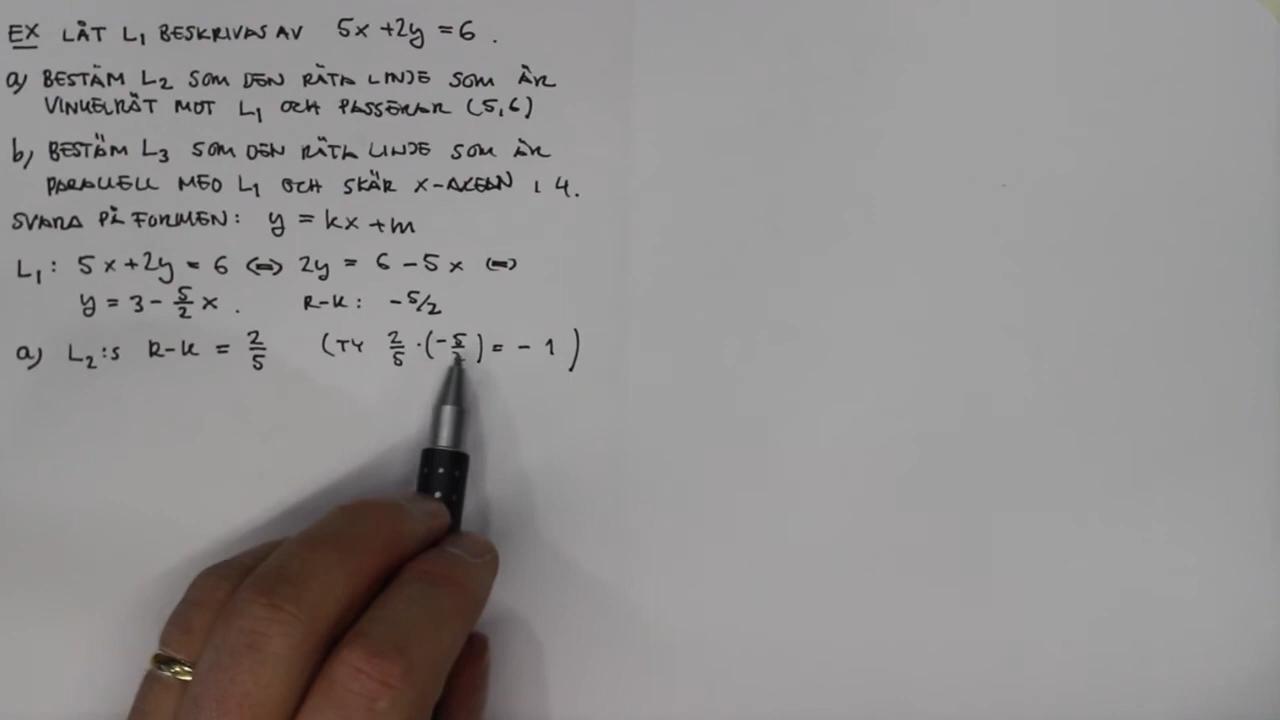 EX LÅT L₁ BESKRIVAS AV 5x + 2y = 6.
a) BESTÄM L₂ SOM DEN RÄTA LINJE SOM ÄR
VINKELRÄT MOT L₁ OCH PASSERAR (5,6)
b) BESTÄM L₃ SOM DEN RÄTA LINJE SOM ÄR
PARALLELL MED L₁ OCH SKÄR X-AXELN I 4.
SVARA PÅ FORMEN: y = kx + m
L₁: 5x + 2y = 6 ⇔ 2y = 6 - 5x ⇔
y = 3 - 5/2 x. R-K: -5/2
a) L₂:s R-K = 2/5 (TY 2/5 · (-5/2) = -1)